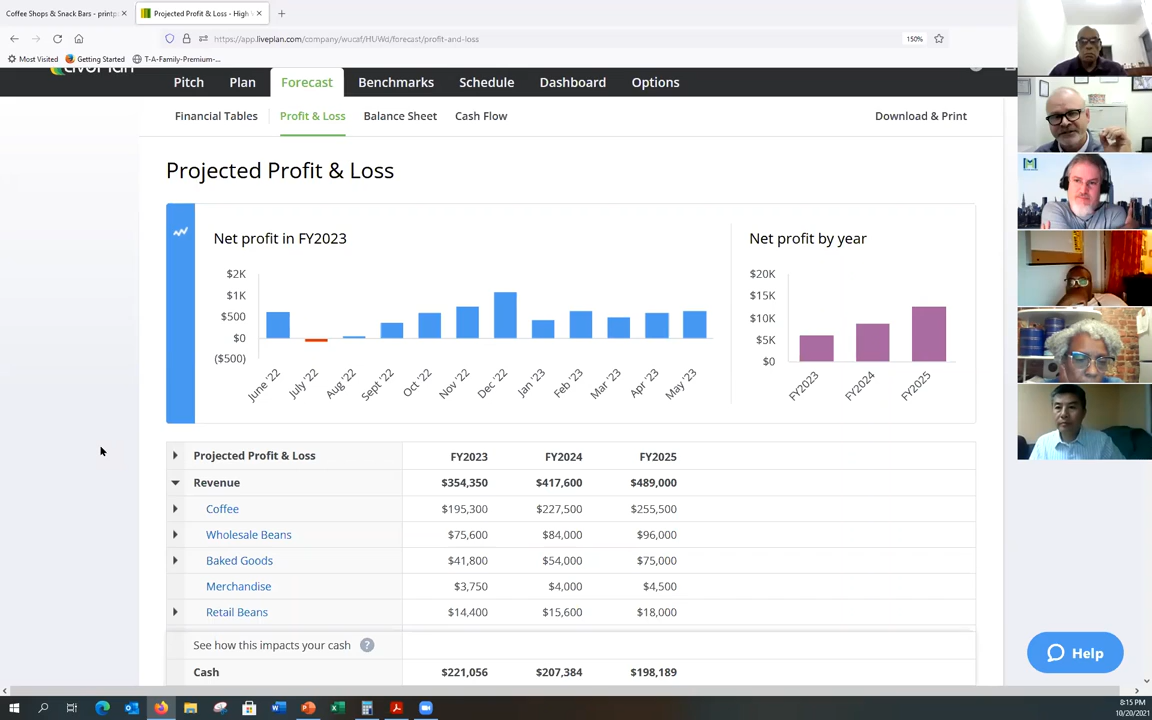 Coffee Shops & Snack Bars - printp
Projected Profit & Loss - High
https://app.liveplan.com/company/wucaf/HUWd/forecast/profit-and-loss
150%
Most Visited Getting Started T-A-Family-Premium-...
LivePlan
Pitch Plan Forecast Benchmarks Schedule Dashboard Options
Financial Tables Profit & Loss Balance Sheet Cash Flow Download & Print
Projected Profit & Loss
Net profit in FY2023
$2K
$1K
$500
$0
($500)
June '22 July '22 Aug '22 Sept '22 Oct '22 Nov '22 Dec '22 Jan '23 Feb '23 Mar '23 Apr '23 May '23
Net profit by year
$20K
$15K
$10K
$5K
$0
FY2023 FY2024 FY2025
Projected Profit & Loss FY2023 FY2024 FY2025
Revenue $354,350 $417,600 $489,000
Coffee $195,300 $227,500 $255,500
Wholesale Beans $75,600 $84,000 $96,000
Baked Goods $41,800 $54,000 $75,000
Merchandise $3,750 $4,000 $4,500
Retail Beans $14,400 $15,600 $18,000
See how this impacts your cash ?
Cash $221,056 $207,384 $198,189
Help
8:15 PM
10/20/2021